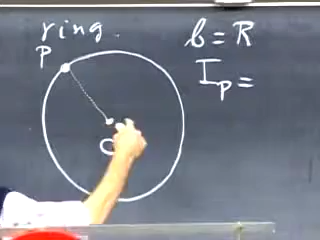 ring.
P
b = R
I_P =
C